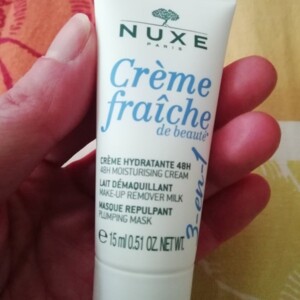 NUXE
PARIS
Crème
fraîche
de beauté®
CRÈME HYDRATANTE 48H
48H MOISTURISING CREAM
LAIT DÉMAQUILLANT
MAKE-UP REMOVER MILK
MASQUE REPULPANT
PLUMPING MASK
3-en-1
e 15 ml 0.51 OZ. NET WT.